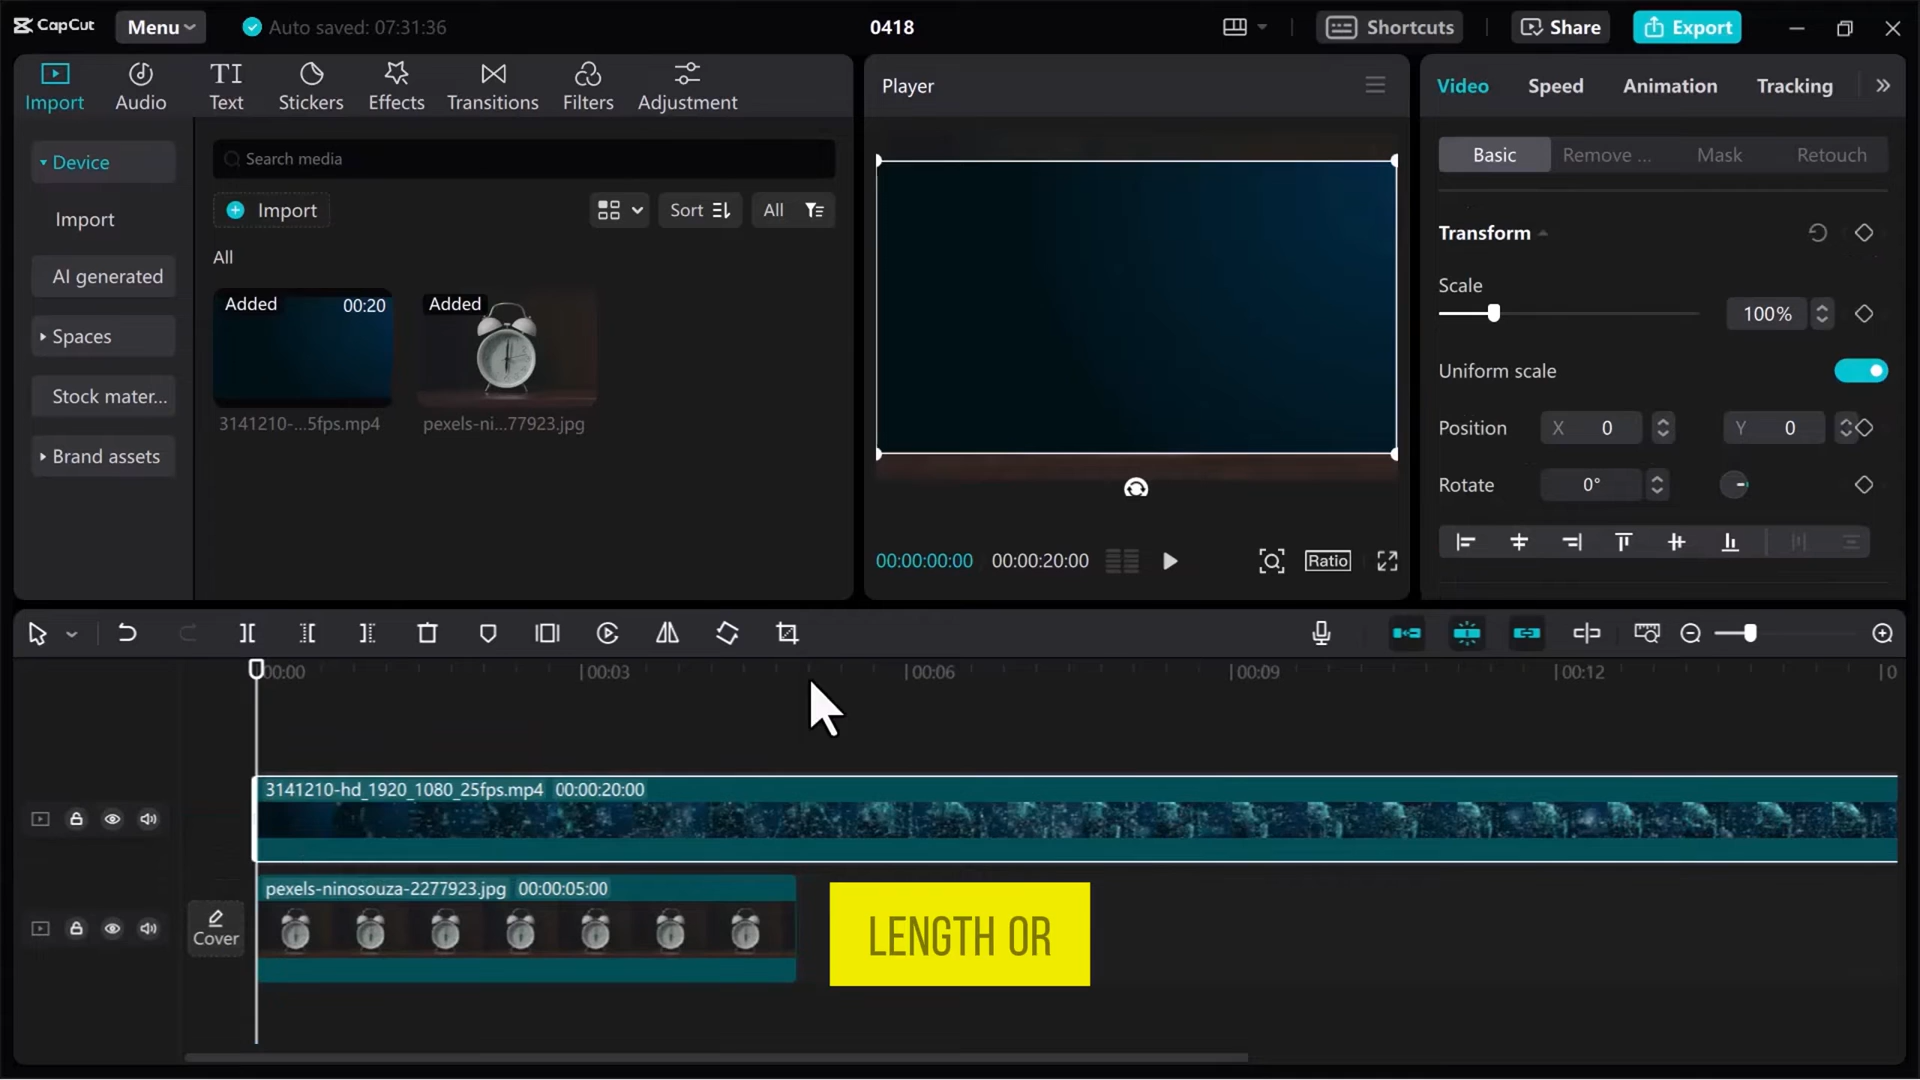 CapCut
Menu
Auto saved: 07:31:36
0418
Shortcuts
Share
Export
Import
Audio
Text
Stickers
Effects
Transitions
Filters
Adjustment
Device
Import
AI generated
Spaces
Stock mater...
Brand assets
Search media
Import
Sort
All
All
Added 00:20
Added
3141210-...5fps.mp4
pexels-ni...77923.jpg
Player
00:00:00:00 00:00:20:00
Ratio
Video
Speed
Animation
Tracking
Basic
Remove ...
Mask
Retouch
Transform
Scale
100%
Uniform scale
Position X 0 Y 0
Rotate 0°
00:00 00:03 00:06 00:09 00:12 0
3141210-hd_1920_1080_25fps.mp4 00:00:20:00
Cover
pexels-ninosouza-2277923.jpg 00:00:05:00
LENGTH OR